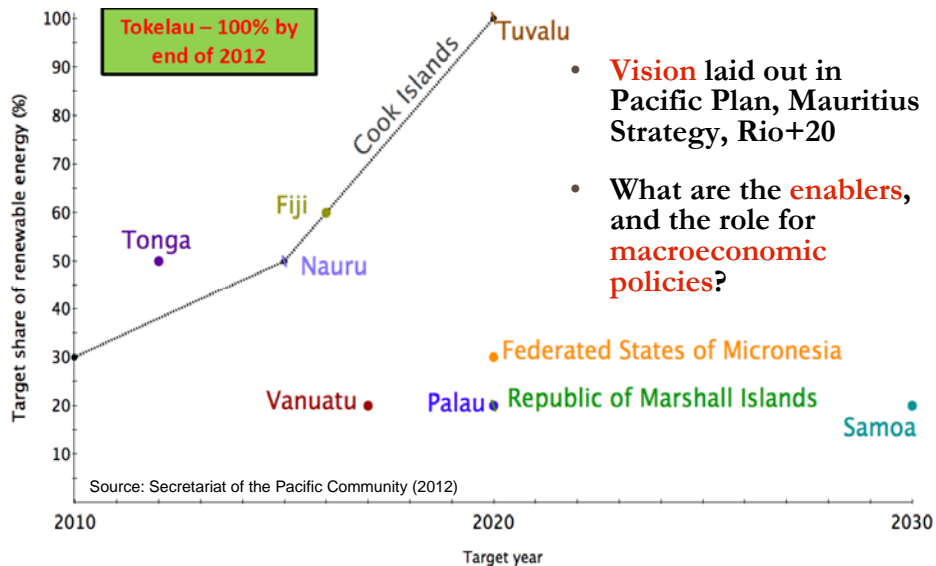 Tokelau – 100% by
end of 2012
Target share of renewable energy (%)
100
90
80
70
60
50
40
30
20
10
Cook Islands
Tuvalu
Fiji
Tonga
Nauru
Federated States of Micronesia
Vanuatu
Palau
Republic of Marshall Islands
Samoa
• Vision laid out in
Pacific Plan, Mauritius
Strategy, Rio+20
• What are the enablers,
and the role for
macroeconomic
policies?
Source: Secretariat of the Pacific Community (2012)
2010
2020
2030
Target year